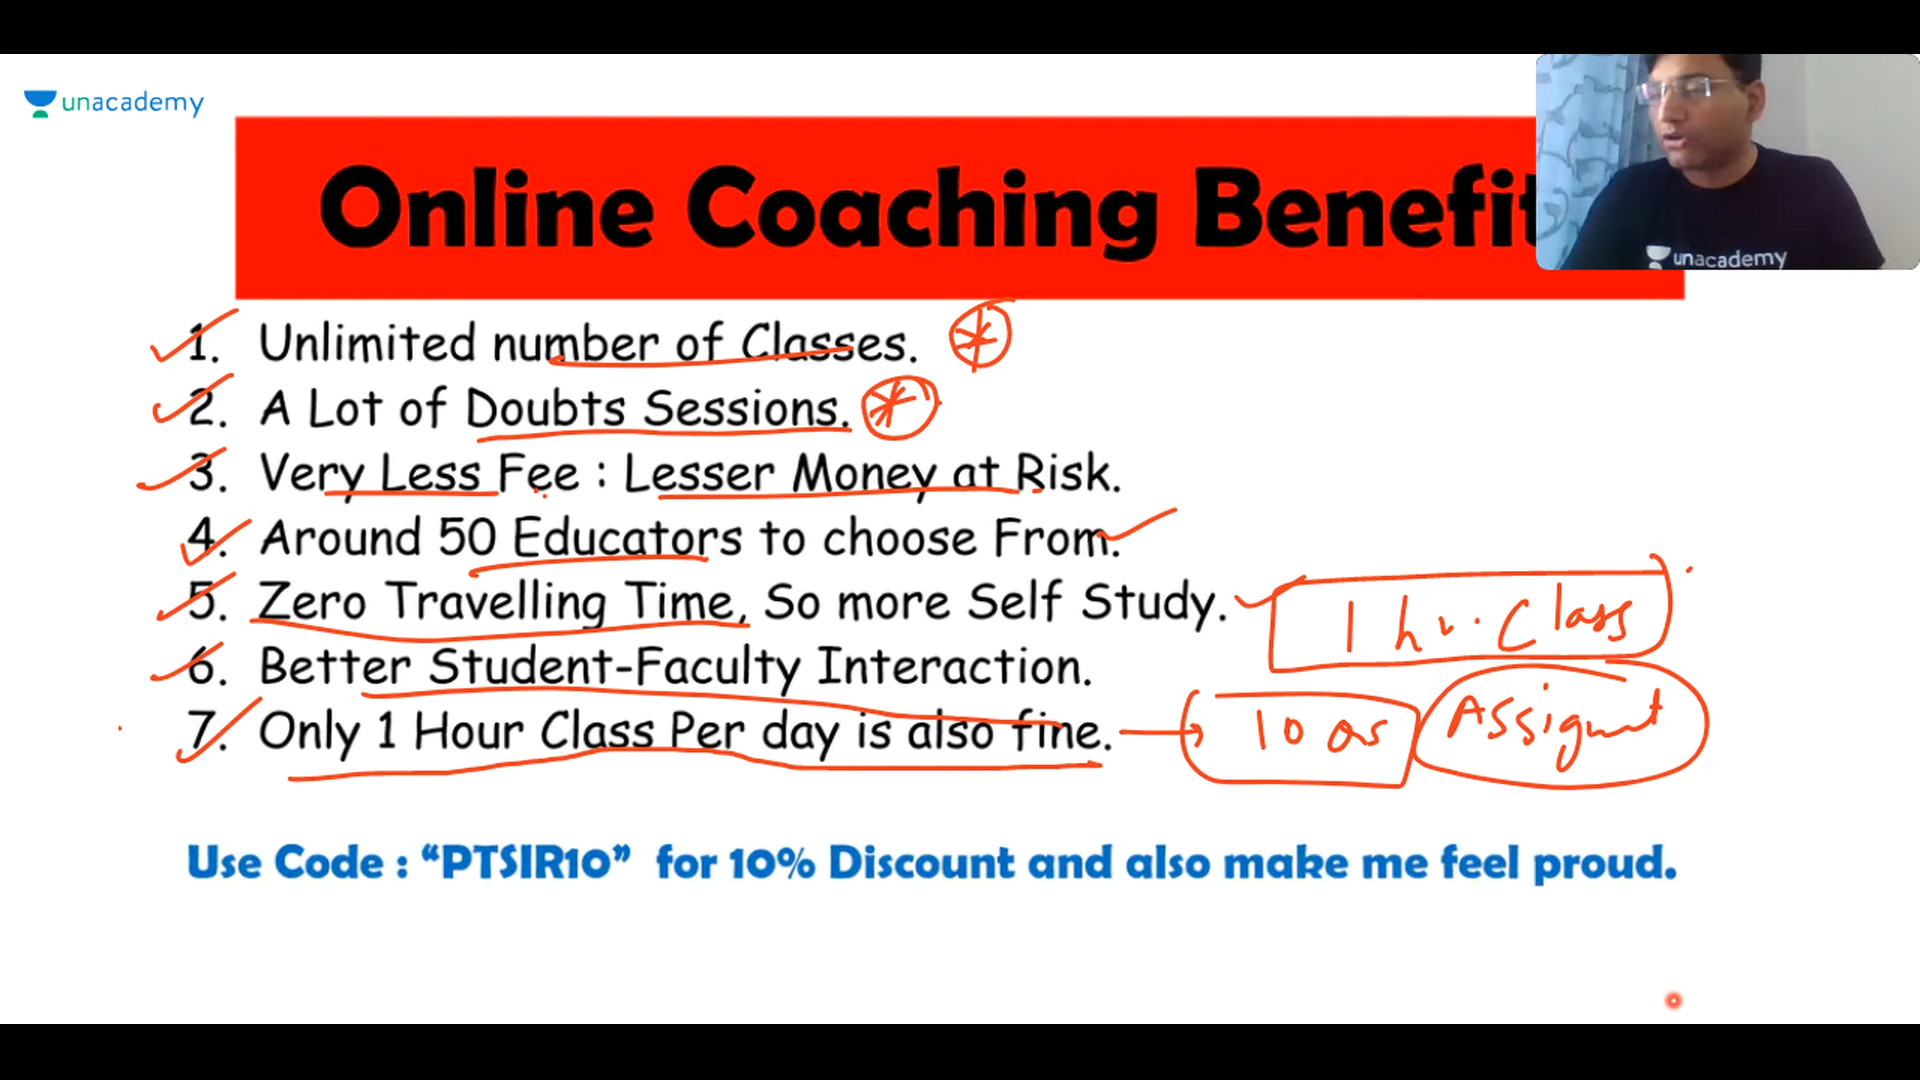 unacademy
Online Coaching Benefit
unacademy
1. Unlimited number of Classes.
2. A Lot of Doubts Sessions.
3. Very Less Fee : Lesser Money at Risk.
4. Around 50 Educators to choose From.
5. Zero Travelling Time, So more Self Study.
1 hr. Class
6. Better Student-Faculty Interaction.
7. Only 1 Hour Class Per day is also fine.
10 Qs
Use Code : “PTSIR10” for 10% Discount and also make me feel proud.